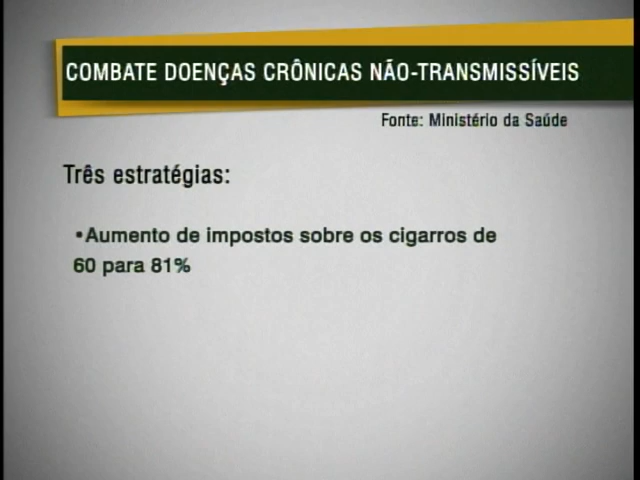 COMBATE DOENÇAS CRÔNICAS NÃO-TRANSMISSÍVEIS
Fonte: Ministério da Saúde
Três estratégias:
•Aumento de impostos sobre os cigarros de
60 para 81%